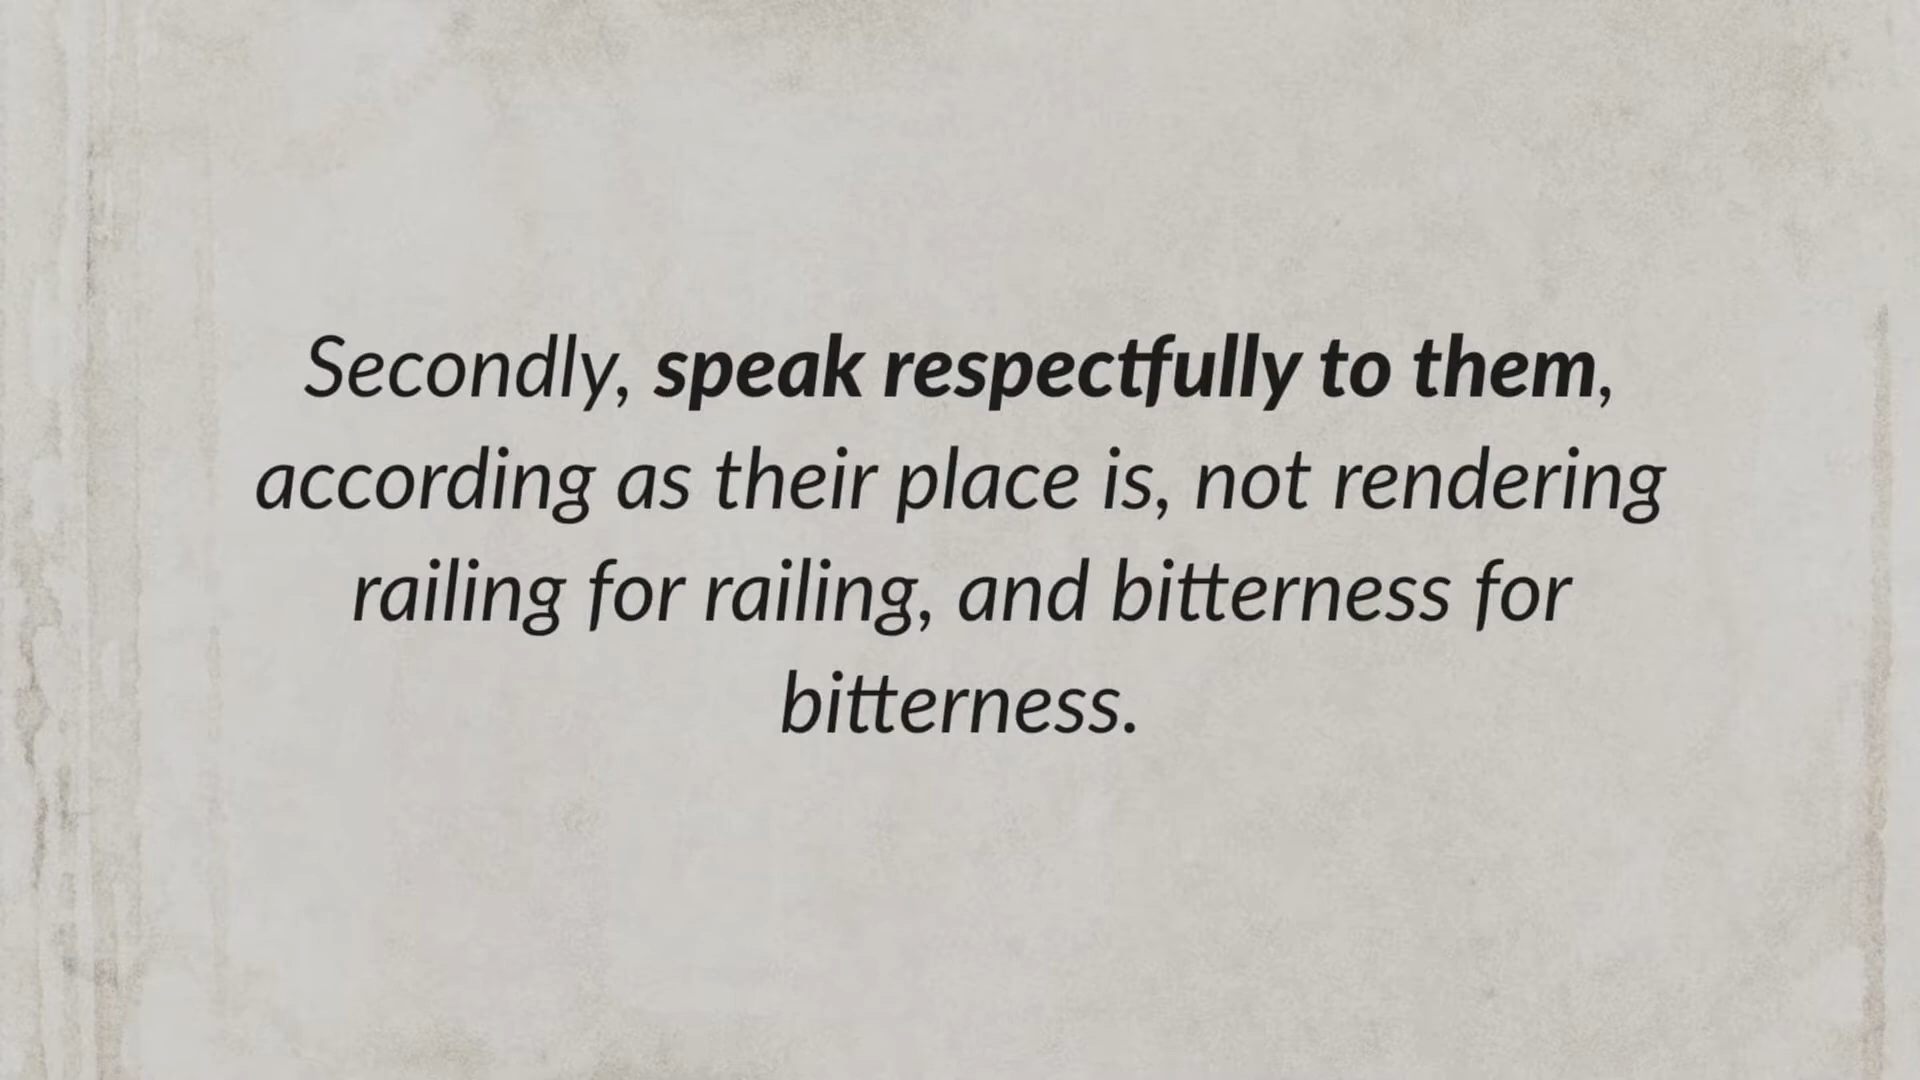 Secondly, speak respectfully to them,
according as their place is, not rendering
railing for railing, and bitterness for
bitterness.